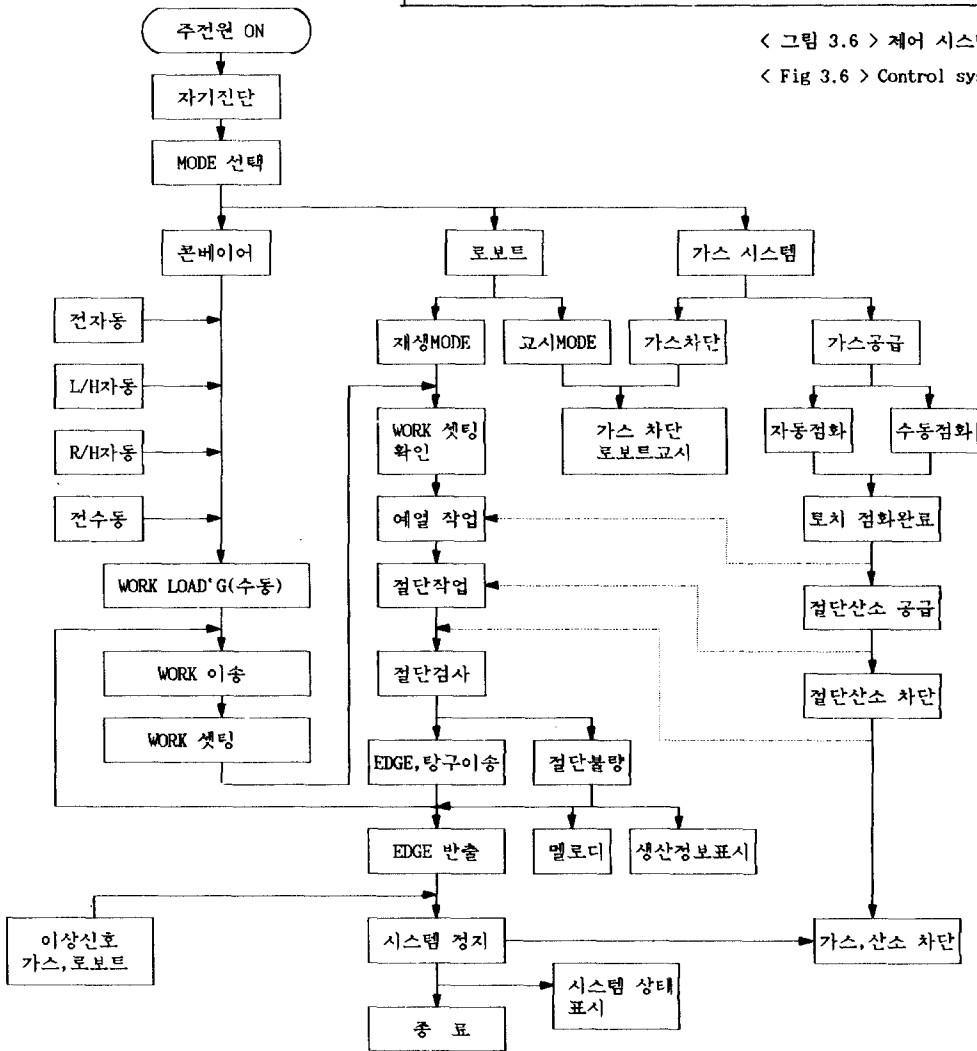 주전원 ON
< 그림 3.6 > 제어 시스
< Fig 3.6 > Control sys
자기진단
MODE 선택
콘베이어
로보트
가스 시스템
전자동
L/H자동
R/H자동
전수동
재생MODE
교시MODE
가스차단
가스공급
WORK 셋팅
확인
가스 차단
로보트교시
자동점화
수동점화
예열 작업
토치 점화완료
WORK LOAD'G(수동)
절단작업
절단산소 공급
WORK 이송
절단검사
절단산소 차단
WORK 셋팅
EDGE,탕구이송
절단불량
EDGE 반출
멜로디
생산정보표시
이상신호
가스,로보트
시스템 정지
가스,산소 차단
시스템 상태
표시
종 료